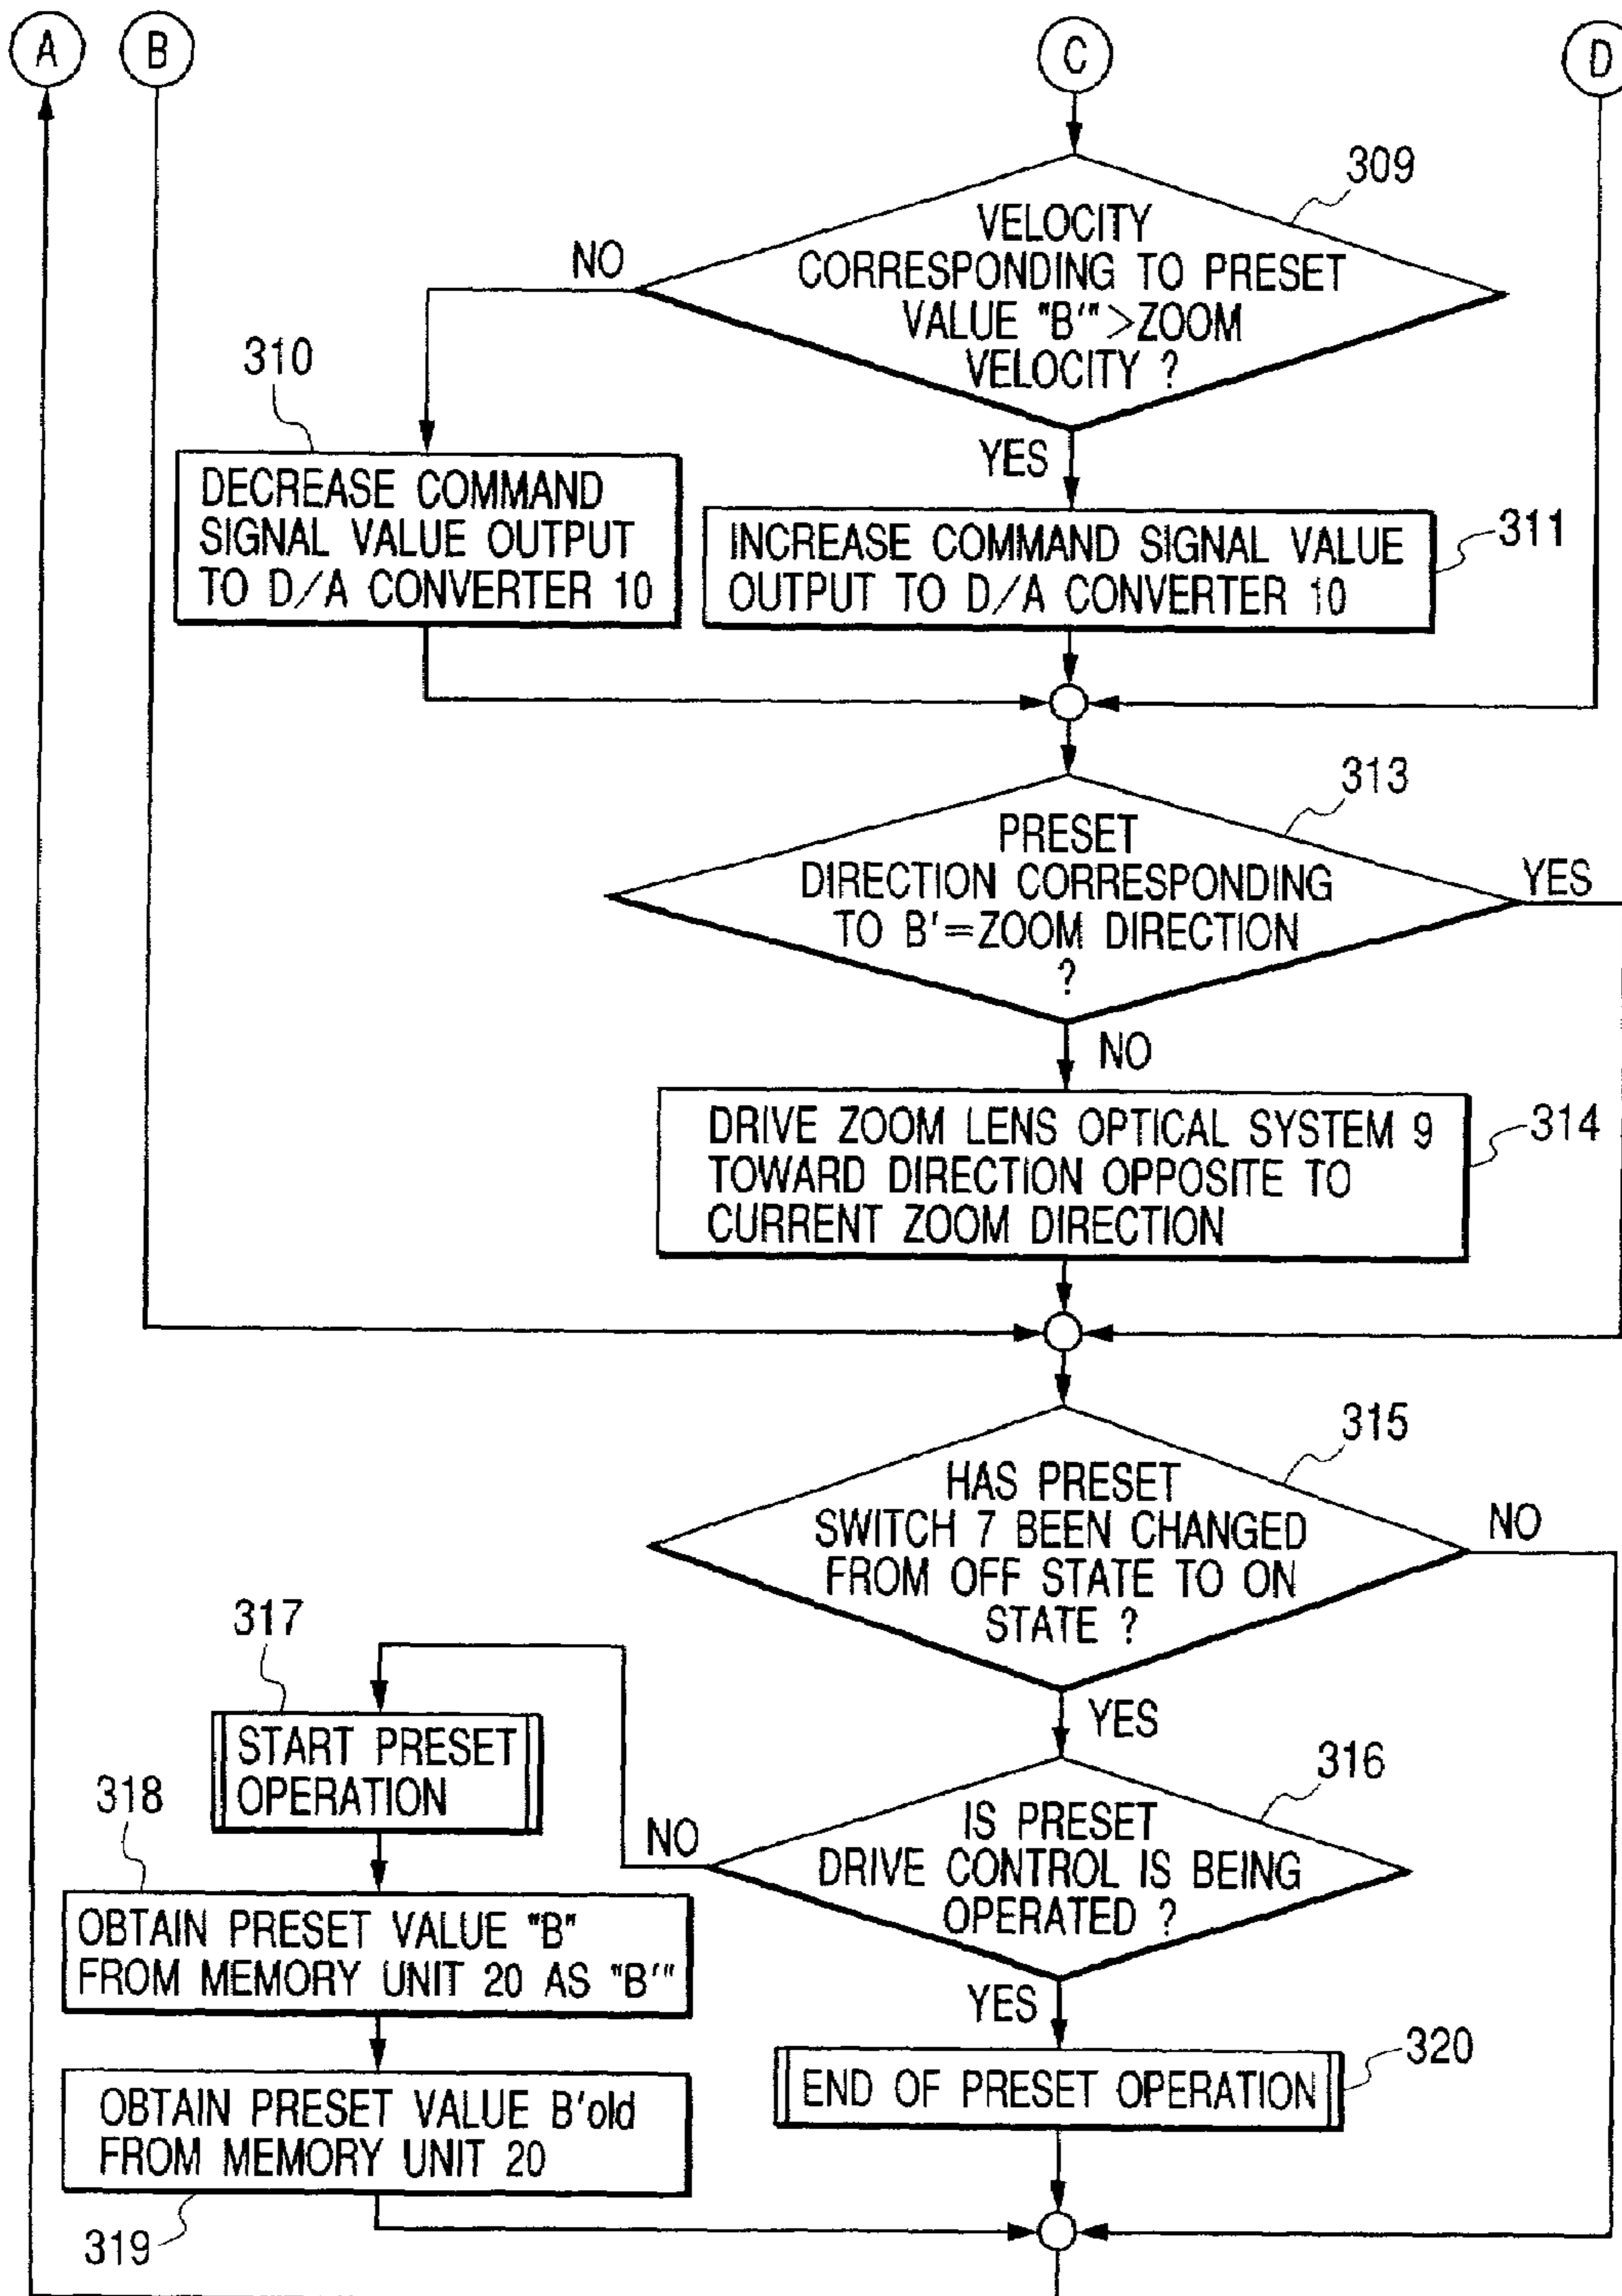 A
B
C
D
309
VELOCITY
CORRESPONDING TO PRESET
VALUE "B'">ZOOM
VELOCITY ?
NO
YES
310
DECREASE COMMAND
SIGNAL VALUE OUTPUT
TO D/A CONVERTER 10
INCREASE COMMAND SIGNAL VALUE
OUTPUT TO D/A CONVERTER 10
311
313
PRESET
DIRECTION CORRESPONDING
TO B'=ZOOM DIRECTION
?
YES
NO
DRIVE ZOOM LENS OPTICAL SYSTEM 9
TOWARD DIRECTION OPPOSITE TO
CURRENT ZOOM DIRECTION
314
315
HAS PRESET
SWITCH 7 BEEN CHANGED
FROM OFF STATE TO ON
STATE ?
NO
YES
317
START PRESET
OPERATION
316
IS PRESET
DRIVE CONTROL IS BEING
OPERATED ?
NO
YES
318
OBTAIN PRESET VALUE "B"
FROM MEMORY UNIT 20 AS "B'"
OBTAIN PRESET VALUE B'old
FROM MEMORY UNIT 20
319
END OF PRESET OPERATION
320